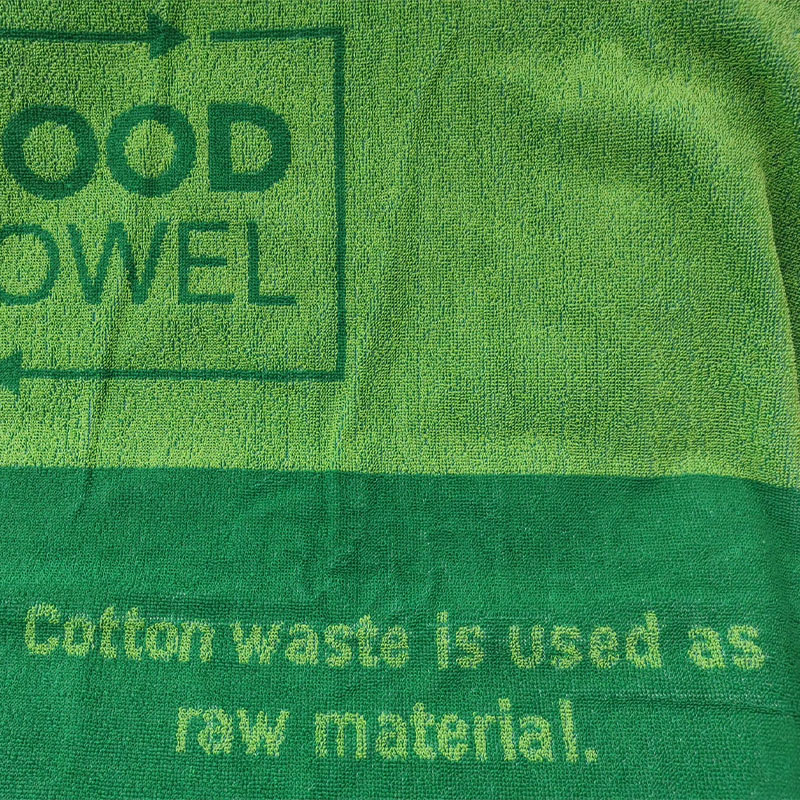 OOD
OWEL
Cotton waste is used as
raw material.